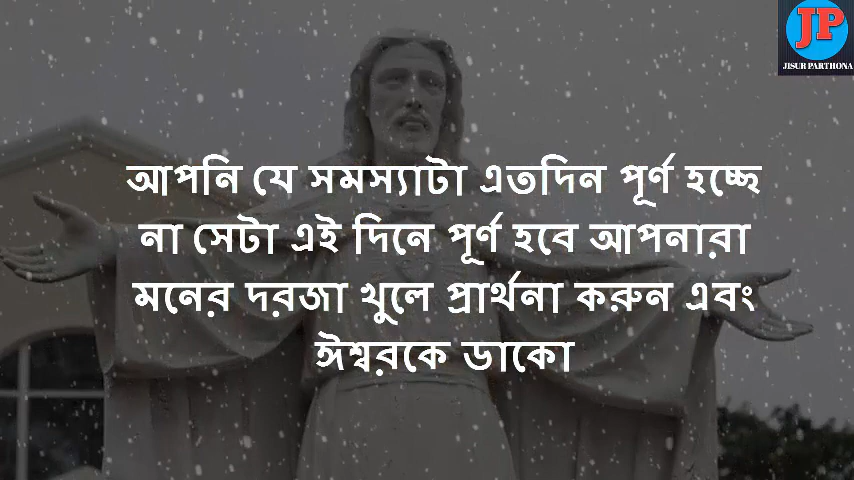 JP
JISUR PARTHONA
আপনি যে সমস্যাটা এতদিন পূর্ণ হচ্ছে
না সেটা এই দিনে পূর্ণ হবে আপনারা
মনের দরজা খুলে প্রার্থনা করুন এবং
ঈশ্বরকে ডাকো